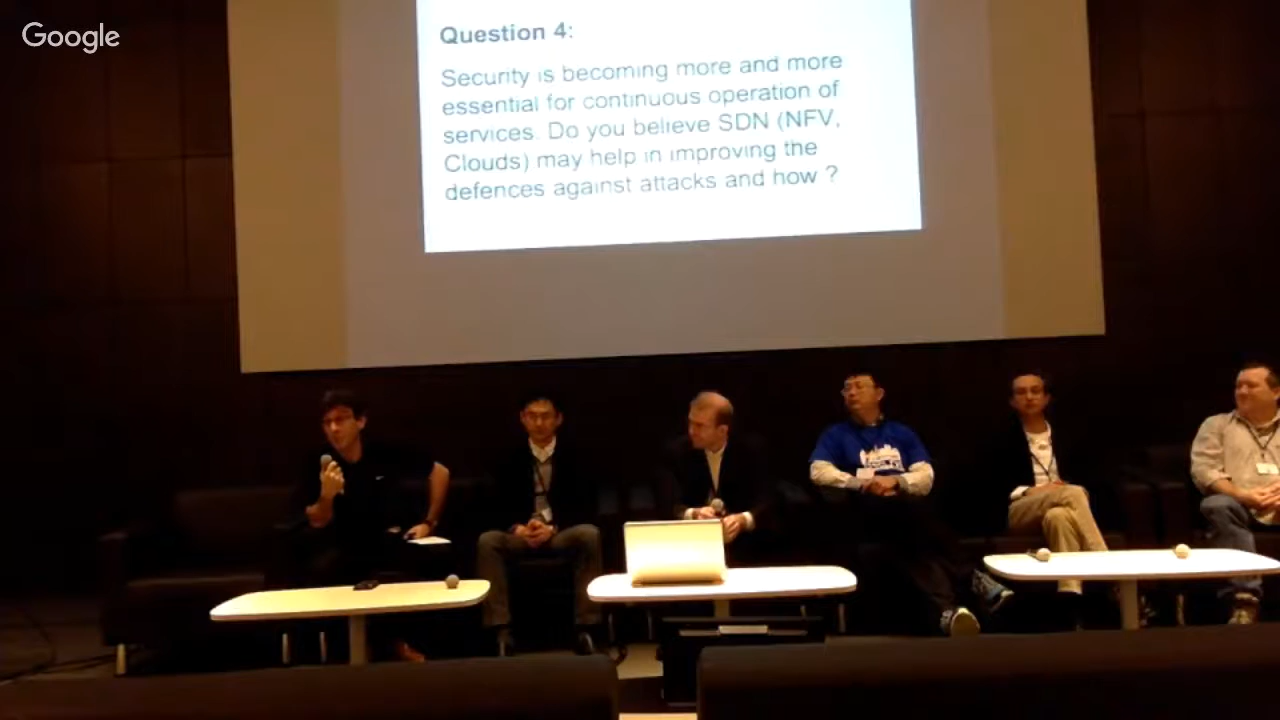 Google
Question 4:
Security is becoming more and more
essential for continuous operation of
services. Do you believe SDN (NFV,
Clouds) may help in improving the
defences against attacks and how ?